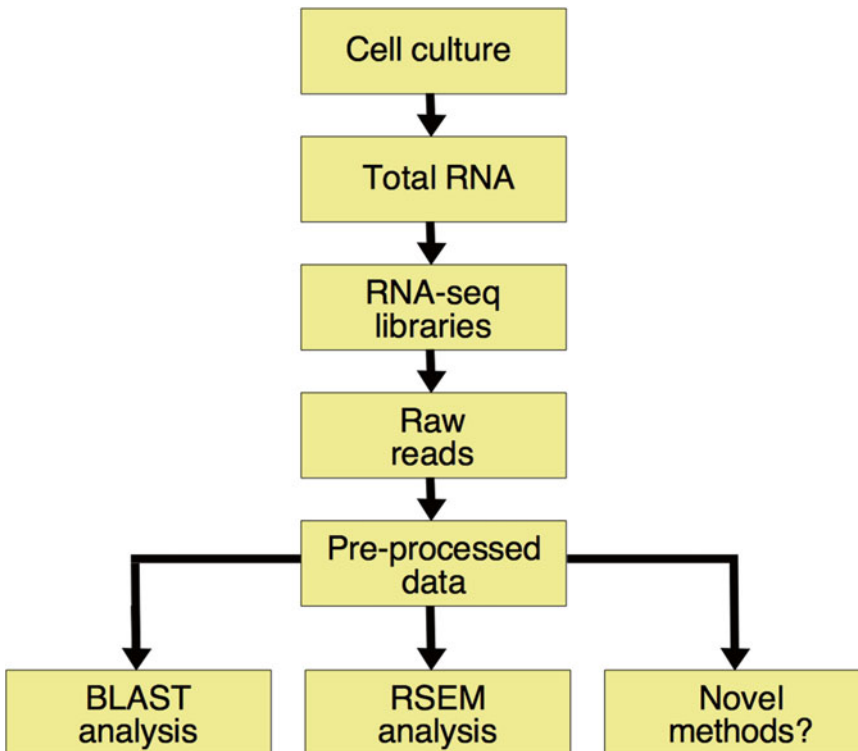 Cell culture
Total RNA
RNA-seq
libraries
Raw
reads
Pre-processed
data
BLAST
analysis
RSEM
analysis
Novel
methods?